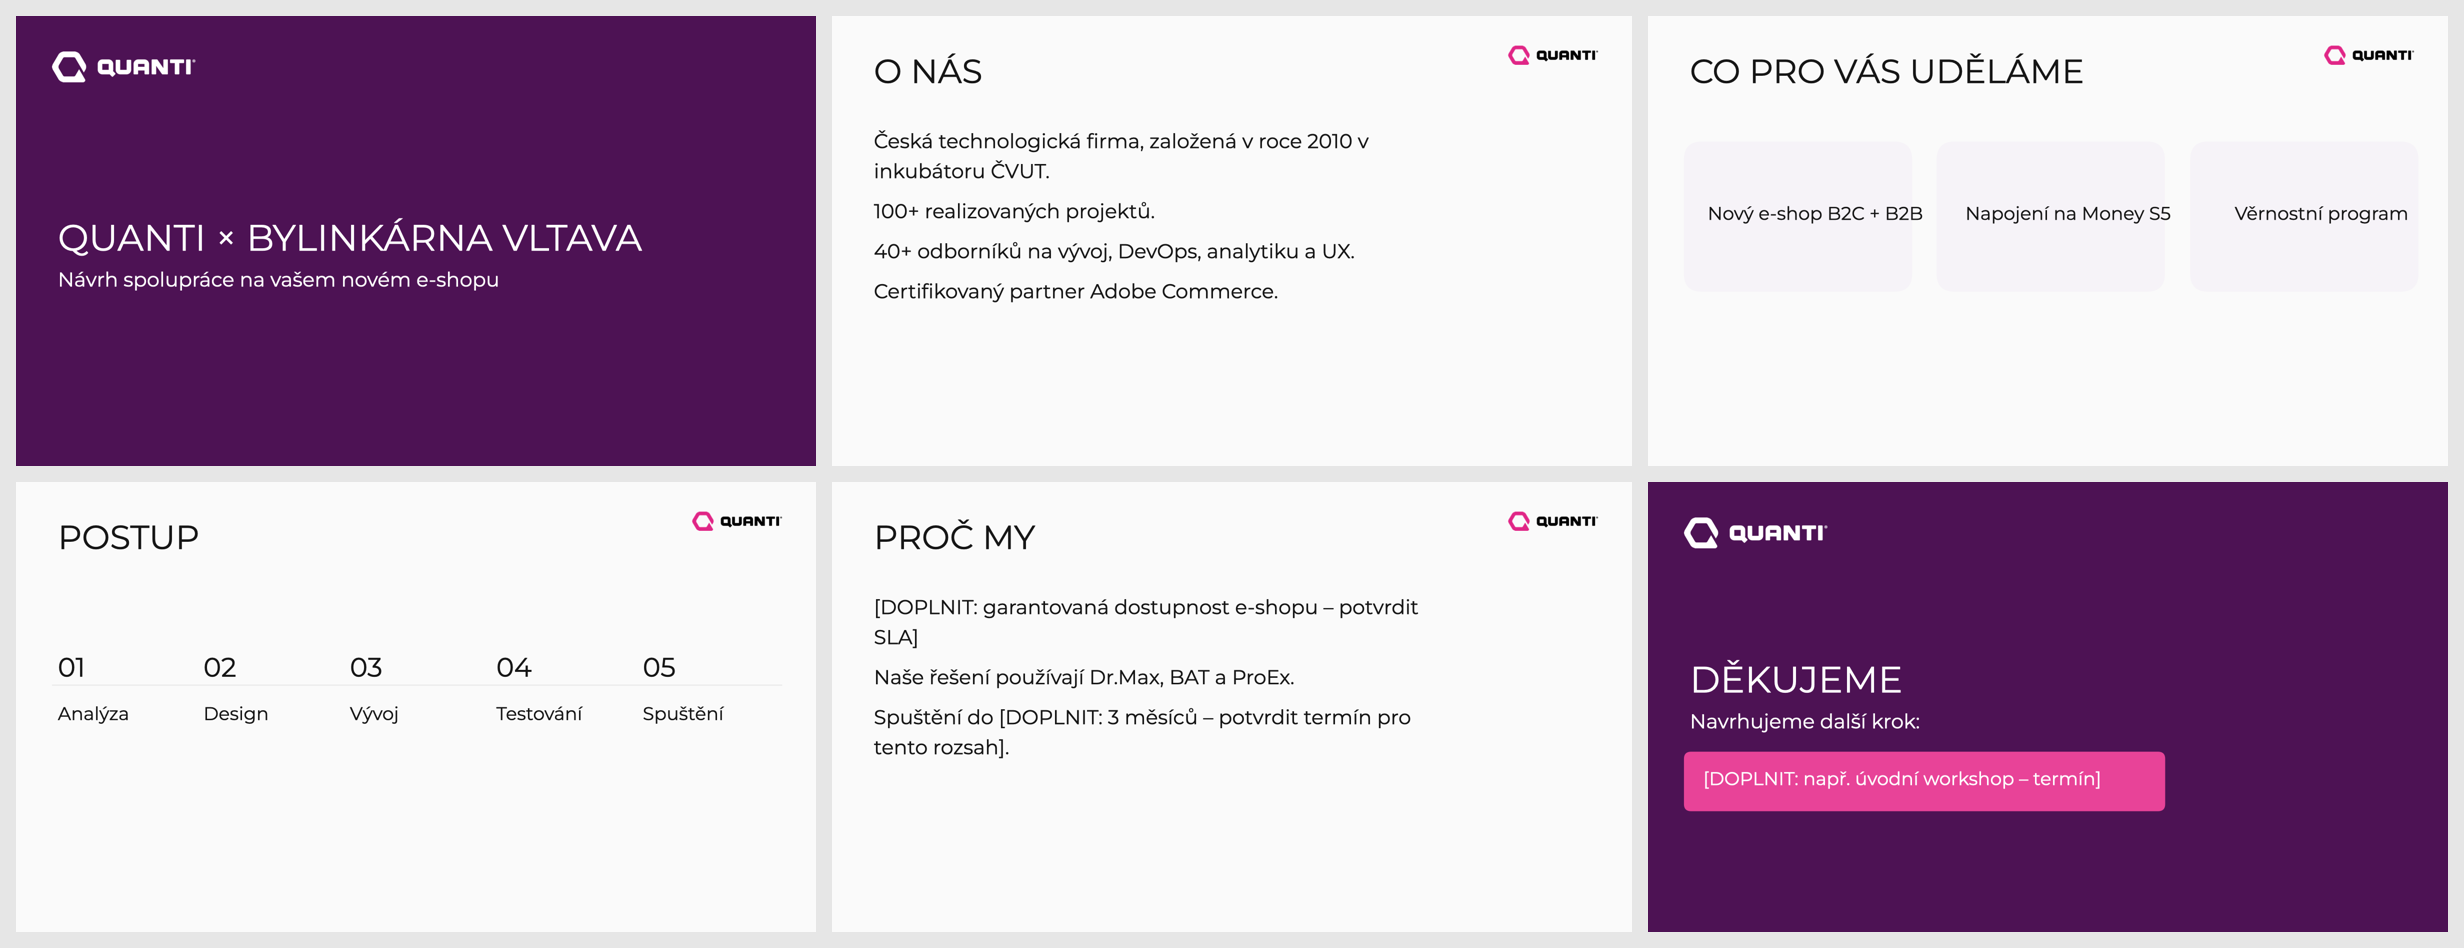 QUANTI
QUANTI × BYLINKÁRNA VLTAVA
Návrh spolupráce na vašem novém e-shopu
QUANTI
O NÁS
Česká technologická firma, založená v roce 2010 v
inkubátoru ČVUT.
100+ realizovaných projektů.
40+ odborníků na vývoj, DevOps, analytiku a UX.
Certifikovaný partner Adobe Commerce.
QUANTI
CO PRO VÁS UDĚLÁME
Nový e-shop B2C + B2B
Napojení na Money S5
Věrnostní program
QUANTI
POSTUP
01
02
03
04
05
Analýza
Design
Vývoj
Testování
Spuštění
QUANTI
PROČ MY
[DOPLNIT: garantovaná dostupnost e-shopu – potvrdit
SLA]
Naše řešení používají Dr.Max, BAT a ProEx.
Spuštění do [DOPLNIT: 3 měsíců – potvrdit termín pro
tento rozsah].
QUANTI
DĚKUJEME
Navrhujeme další krok:
[DOPLNIT: např. úvodní workshop – termín]